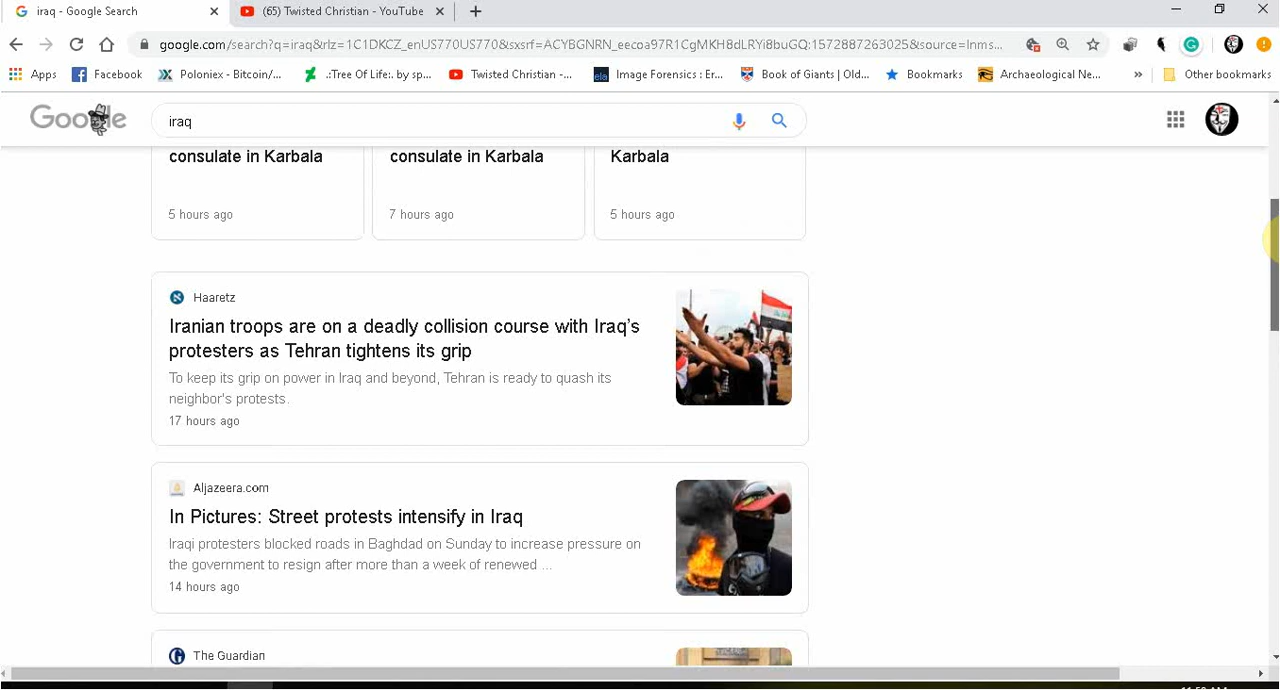 iraq - Google Search
(65) Twisted Christian - YouTube
google.com/search?q=iraq&rlz=1C1DKCZ_enUS770US770&sxsrf=ACYBGNRN_eecoa97R1CgMKH8dLRYi8buGQ:1572887263025&source=lnms...
Apps
Facebook
Poloniex - Bitcoin/...
.:Tree Of Life:. by sp...
Twisted Christian -...
Image Forensics : Er...
Book of Giants | Old...
Bookmarks
Archaeological Ne...
»
Other bookmarks
Google
iraq
consulate in Karbala
consulate in Karbala
Karbala
5 hours ago
7 hours ago
5 hours ago
Haaretz
Iranian troops are on a deadly collision course with Iraq's
protesters as Tehran tightens its grip
To keep its grip on power in Iraq and beyond, Tehran is ready to quash its
neighbor's protests.
17 hours ago
Aljazeera.com
In Pictures: Street protests intensify in Iraq
Iraqi protesters blocked roads in Baghdad on Sunday to increase pressure on
the government to resign after more than a week of renewed ...
14 hours ago
The Guardian